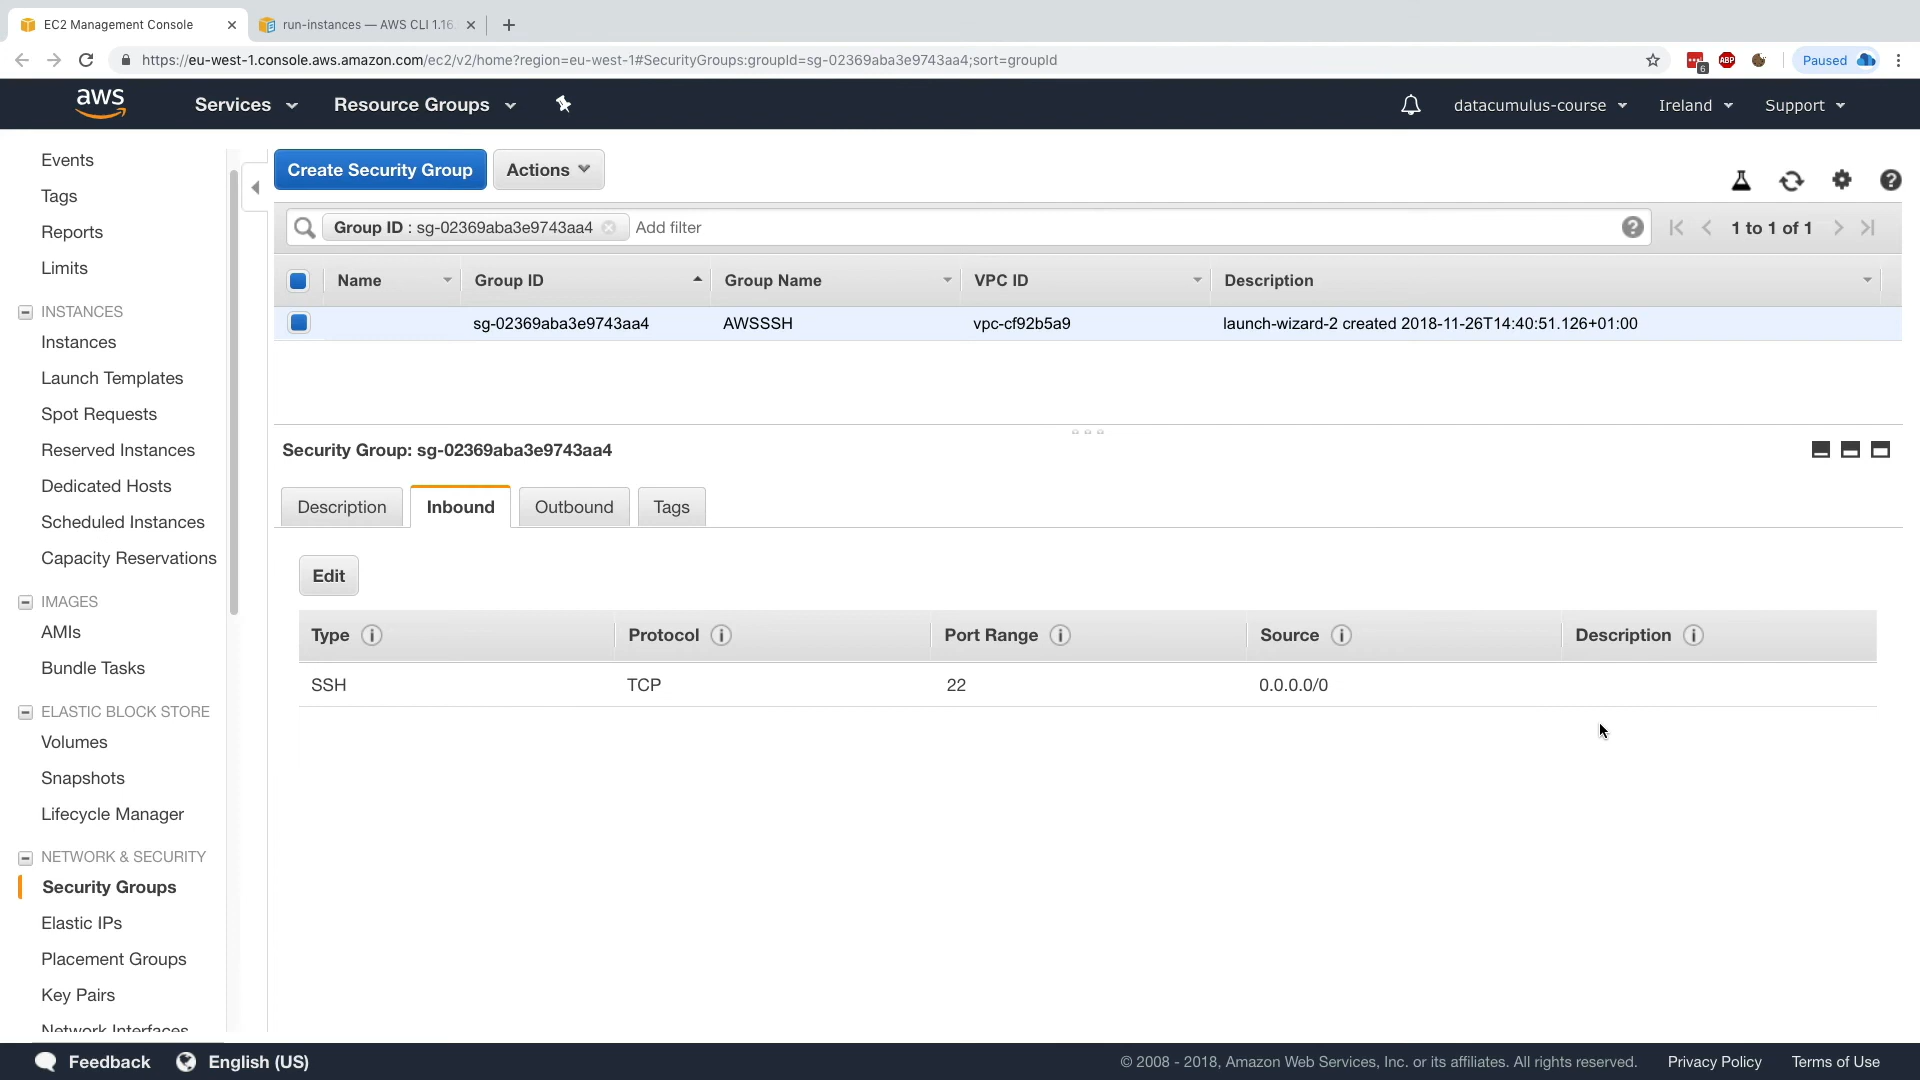 EC2 Management Console
run-instances — AWS CLI 1.16.
https://eu-west-1.console.aws.amazon.com/ec2/v2/home?region=eu-west-1#SecurityGroups:groupId=sg-02369aba3e9743aa4;sort=groupId
6
ABP
Paused
aws
Services
Resource Groups
datacumulus-course
Ireland
Support
Events
Tags
Reports
Limits
INSTANCES
Instances
Launch Templates
Spot Requests
Reserved Instances
Dedicated Hosts
Scheduled Instances
Capacity Reservations
IMAGES
AMIs
Bundle Tasks
ELASTIC BLOCK STORE
Volumes
Snapshots
Lifecycle Manager
NETWORK & SECURITY
Security Groups
Elastic IPs
Placement Groups
Key Pairs
Network Interfaces
Create Security Group
Actions
Group ID : sg-02369aba3e9743aa4 Add filter
1 to 1 of 1
Name Group ID Group Name VPC ID Description
sg-02369aba3e9743aa4 AWSSSH vpc-cf92b5a9 launch-wizard-2 created 2018-11-26T14:40:51.126+01:00
Security Group: sg-02369aba3e9743aa4
Description Inbound Outbound Tags
Edit
Type Protocol Port Range Source Description
SSH TCP 22 0.0.0.0/0
Feedback English (US)
© 2008 - 2018, Amazon Web Services, Inc. or its affiliates. All rights reserved. Privacy Policy Terms of Use